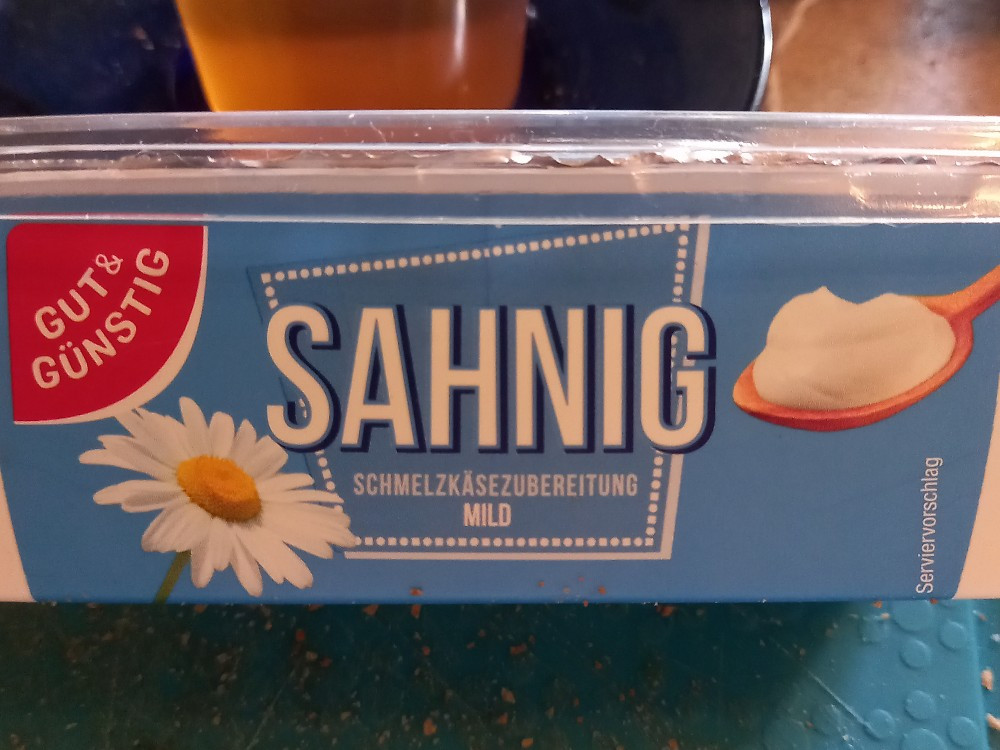 GUT&
GÜNSTIG
SAHNIG
SCHMELZKÄSEZUBEREITUNG
MILD
Serviervorschlag